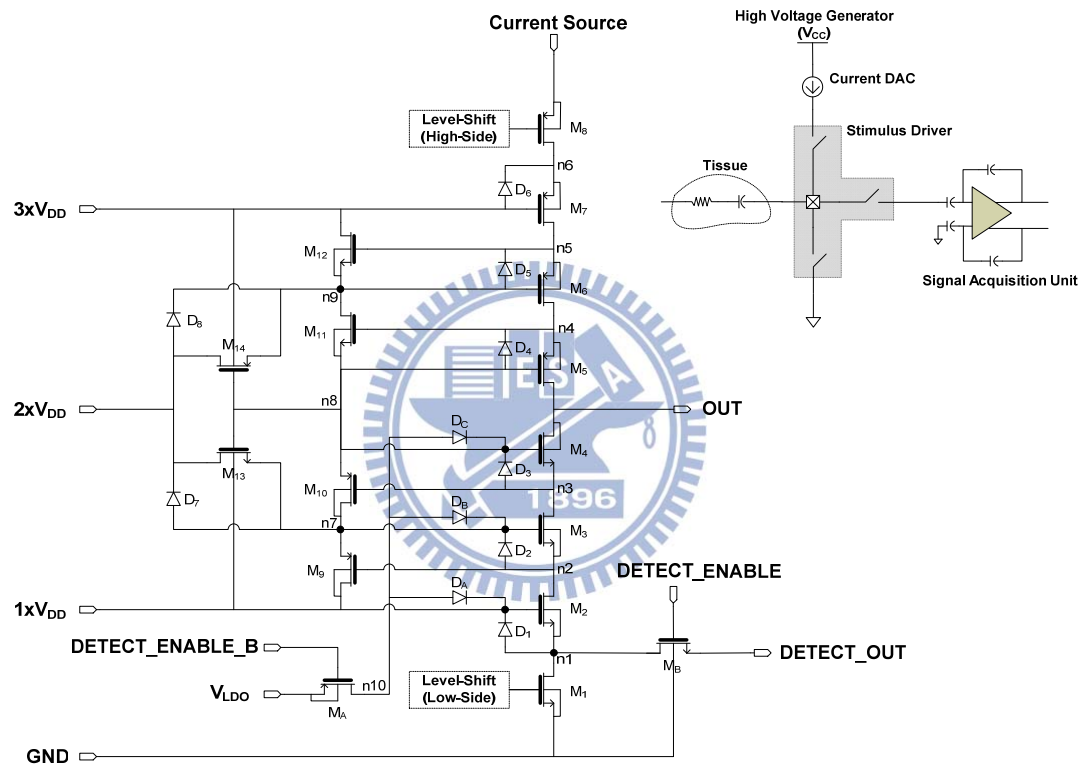 Current Source
High Voltage Generator
(VCC)
Current DAC
Level-Shift
(High-Side)
M8
Stimulus Driver
n6
Tissue
D6
3xVDD
M7
M12
n5
D5
n9
M6
Signal Acquisition Unit
D8
M11
n4
D4
M14
M5
E S A
n8
2xVDD
OUT
DC
M4
M13
D3
D7
M10
n3
1896
DB
n7
M3
D2
DETECT_ENABLE
M9
n2
DA
1xVDD
M2
D1
DETECT_ENABLE_B
n1
DETECT_OUT
MB
Level-Shift
(Low-Side)
n10
VLDO
M1
MA
GND